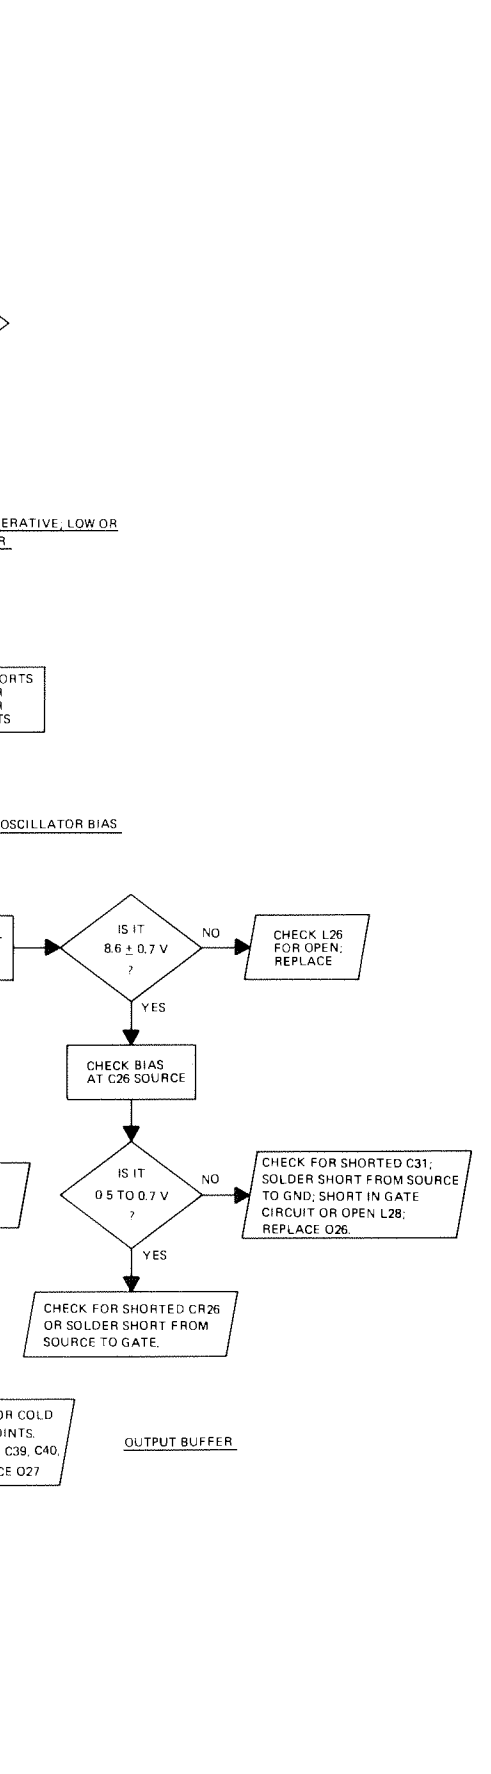 ERATIVE; LOW OR
R
ORTS
R
R
TS
OSCILLATOR BIAS
T
IS IT
8.6 ± 0.7 V
?
NO
CHECK L26
FOR OPEN;
REPLACE
YES
CHECK BIAS
AT C26 SOURCE
IS IT
0 5 TO 0.7 V
?
NO
CHECK FOR SHORTED C31;
SOLDER SHORT FROM SOURCE
TO GND; SHORT IN GATE
CIRCUIT OR OPEN L28;
REPLACE O26.
YES
CHECK FOR SHORTED CR26
OR SOLDER SHORT FROM
SOURCE TO GATE.
OR COLD
OINTS.
C39, C40,
CE O27
OUTPUT BUFFER